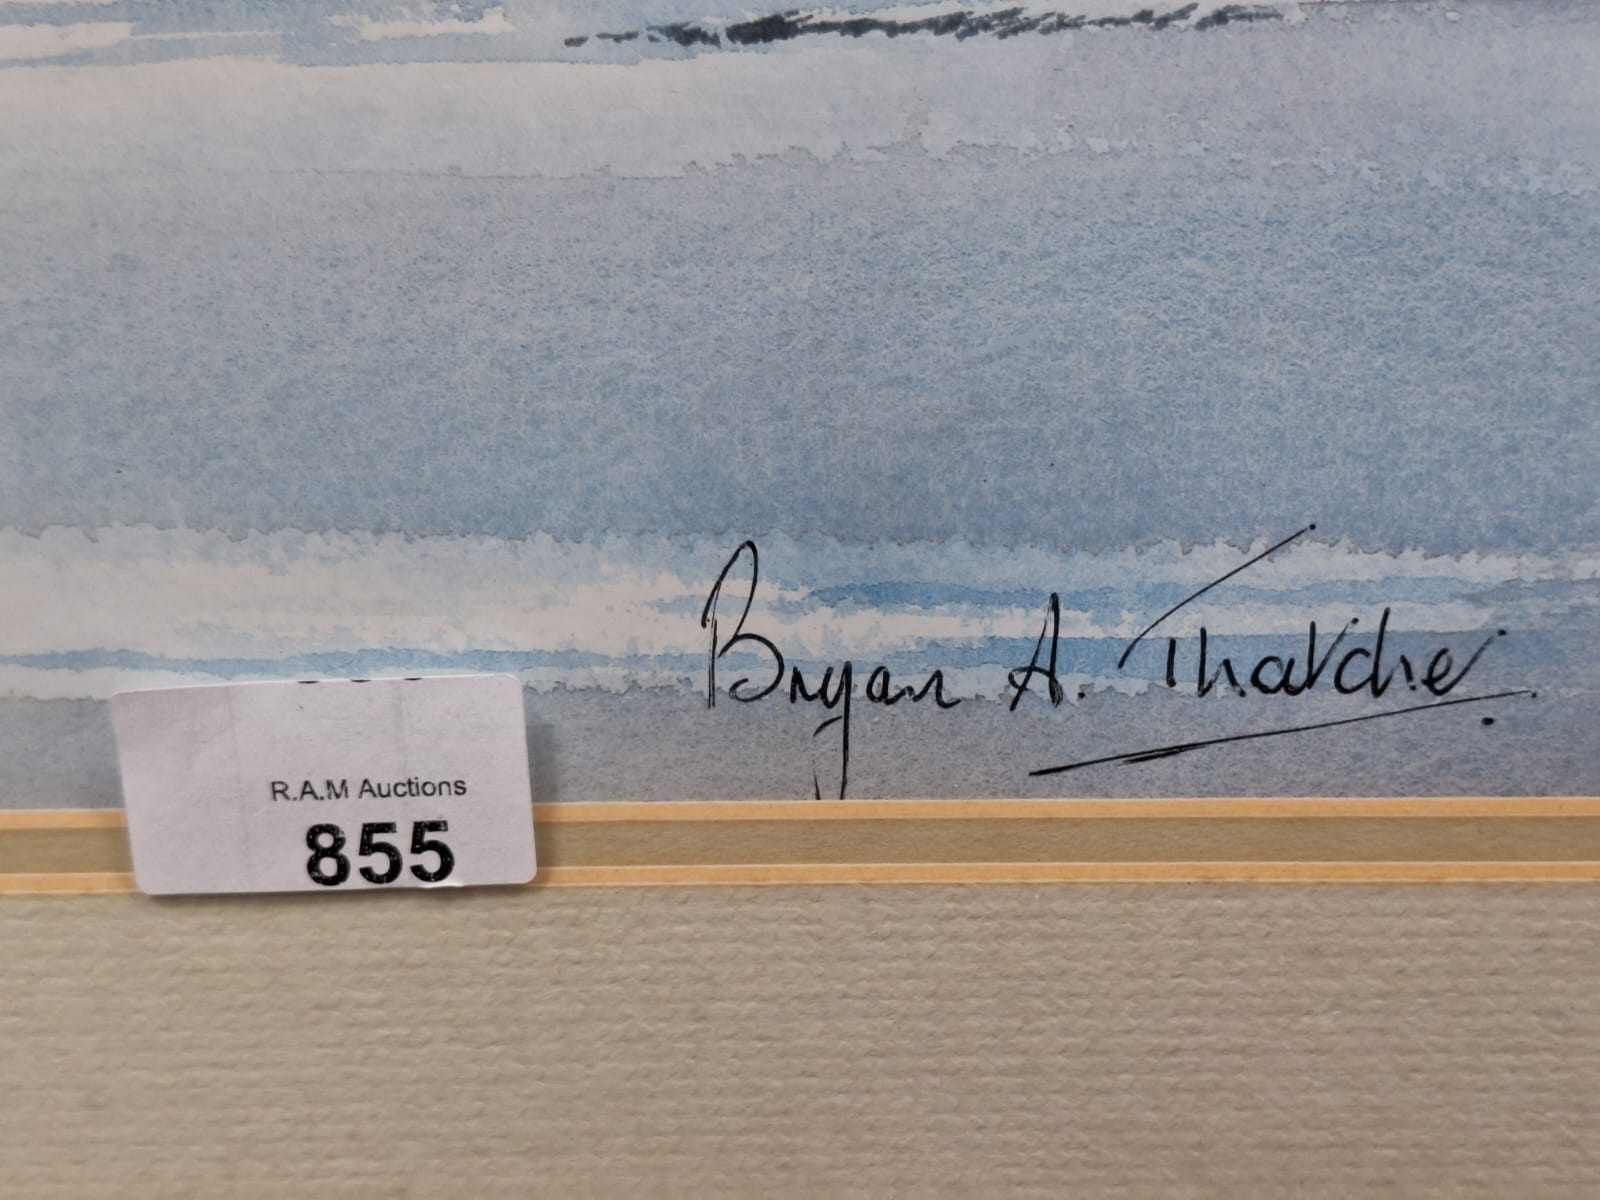 Bryan A. Thatcher
R.A.M Auctions
855